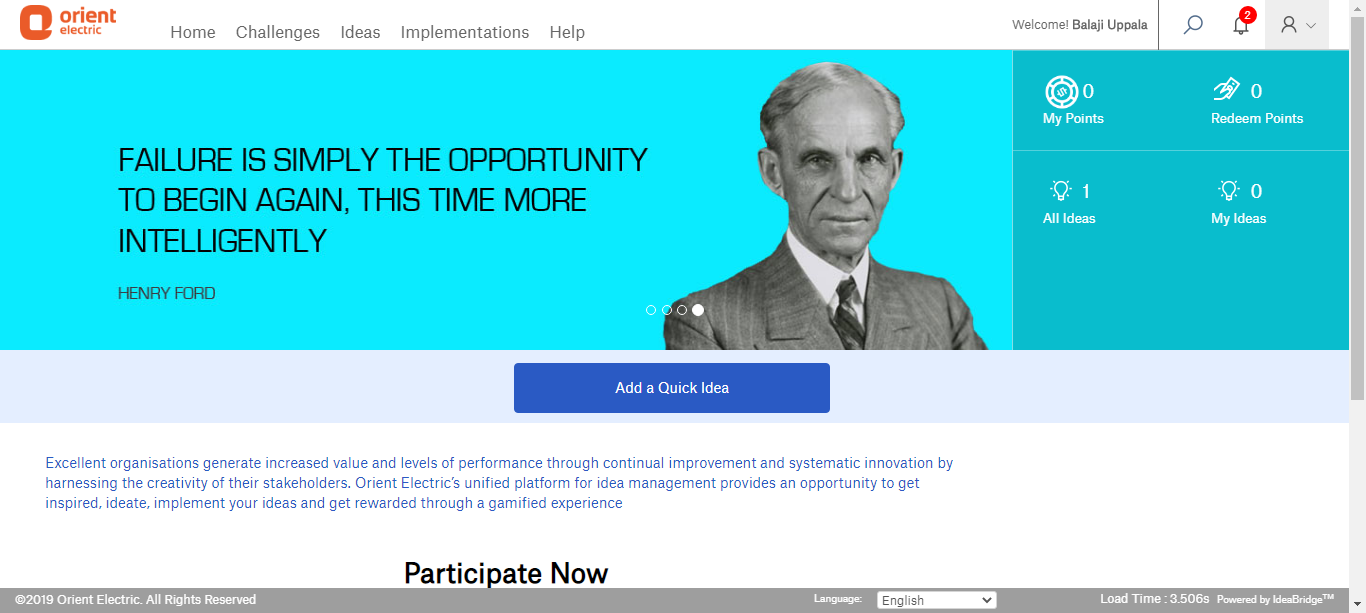 orient
electric
Home Challenges Ideas Implementations Help
Welcome! Balaji Uppala
2
FAILURE IS SIMPLY THE OPPORTUNITY
TO BEGIN AGAIN, THIS TIME MORE
INTELLIGENTLY
HENRY FORD
0
My Points
0
Redeem Points
1
All Ideas
0
My Ideas
Add a Quick Idea
Excellent organisations generate increased value and levels of performance through continual improvement and systematic innovation by
harnessing the creativity of their stakeholders. Orient Electric’s unified platform for idea management provides an opportunity to get
inspired, ideate, implement your ideas and get rewarded through a gamified experience
Participate Now
©2019 Orient Electric. All Rights Reserved
Language: English
Load Time : 3.506s Powered by IdeaBridge™